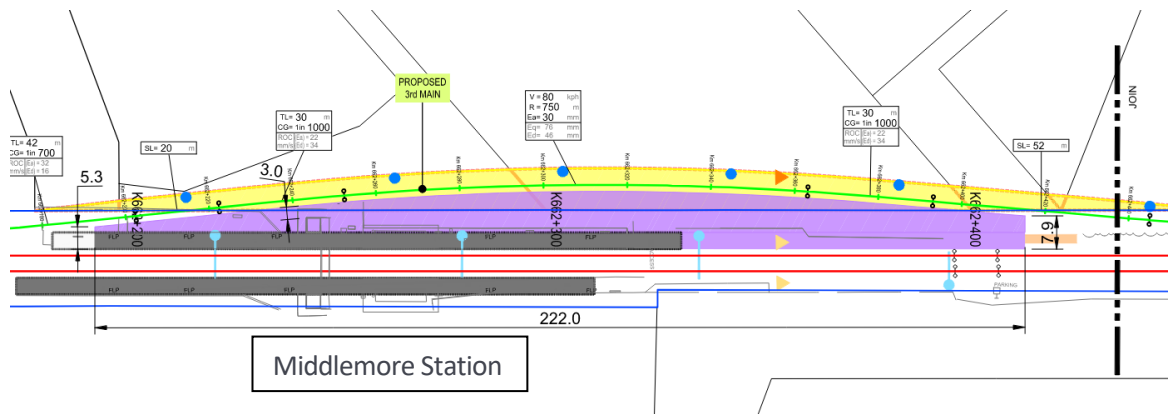 PROPOSED
3rd MAIN
V = 80 kph
R = 750 m
Ea= 30 mm
Eq= 76 mm
Ed= 46 mm
TL= 30 m
CG= 1in 1000
ROC Ea = 22
mm/s Ed = 34
TL= 30 m
CG= 1in 1000
ROC Ea = 22
mm/s Ed = 34
TL= 42 m
CG= 1in 700
ROC Ea = 32
mm/s Ed = 16
SL= 20 m
SL= 52 m
JOIN
3.0
5.3
K662+200
K662+300
K662+400
7.9
FLP
FLP
FLP
FLP
FLP
FLP
FLP
FLP
FLP
PARKING
222.0
Middlemore Station